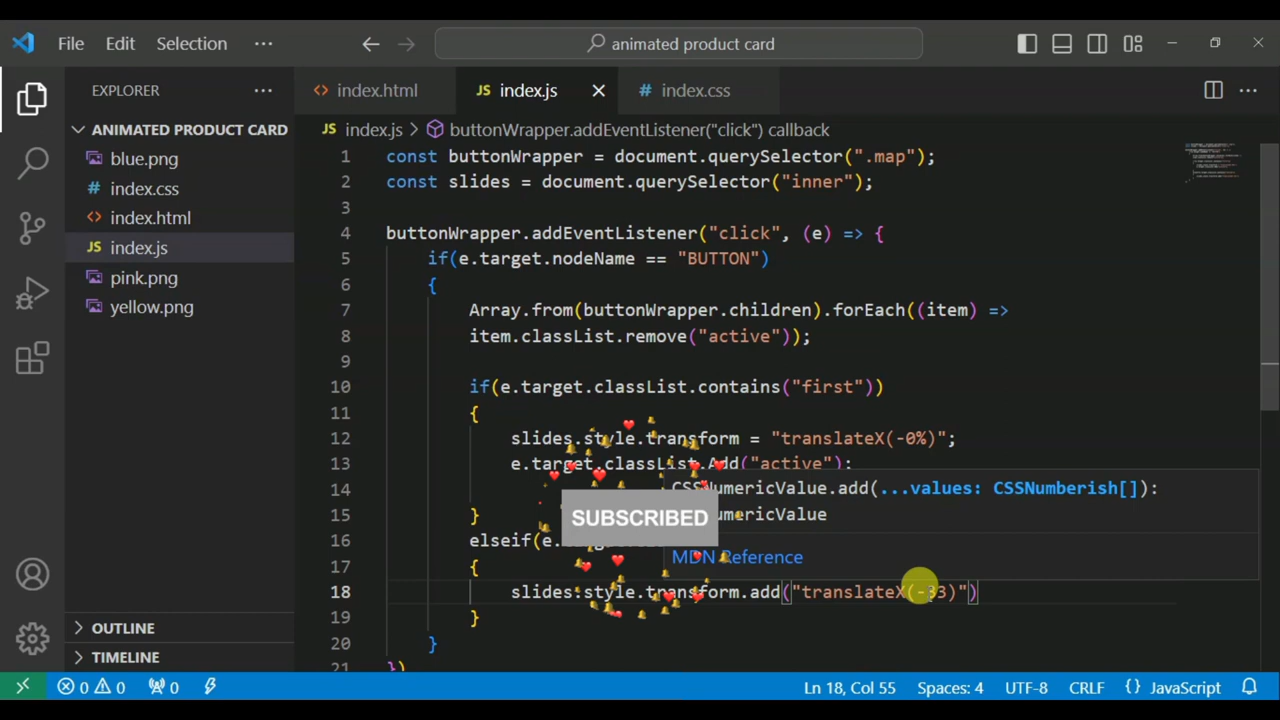 File Edit Selection ···
animated product card
EXPLORER ···
index.html
JS index.js
# index.css
ANIMATED PRODUCT CARD
JS index.js > buttonWrapper.addEventListener("click") callback
blue.png
# index.css
index.html
JS index.js
pink.png
yellow.png
1 const buttonWrapper = document.querySelector(".map");
2 const slides = document.querySelector("inner");
3
4 buttonWrapper.addEventListener("click", (e) => {
5 if(e.target.nodeName == "BUTTON")
6 {
7 Array.from(buttonWrapper.children).forEach((item) =>
8 item.classList.remove("active"));
9
10 if(e.target.classList.contains("first"))
11 {
12 slides.style.transform = "translateX(-0%)";
13 e.target.classList.Add("active");
14
15 }
16 elseif(e.
17 {
18 slides.style.transform.add("translateX(-33)")
19 }
20 }
21 })
CSSNumericValue.add(...values: CSSNumberish[]):
MDN Reference
SUBSCRIBED
OUTLINE
TIMELINE
0 0 0
Ln 18, Col 55 Spaces: 4 UTF-8 CRLF {} JavaScript